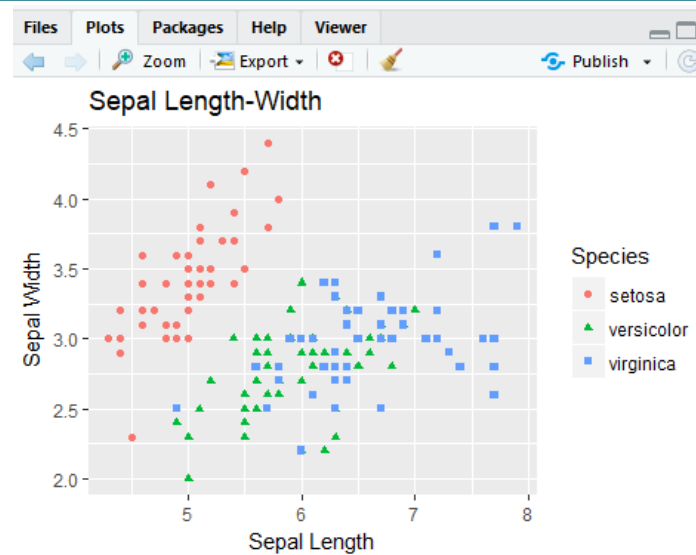 Files Plots Packages Help Viewer
Zoom Export Publish
Sepal Length-Width
4.5
4.0
3.5
3.0
2.5
2.0
Sepal Width
5 6 7 8
Sepal Length
Species
setosa
versicolor
virginica